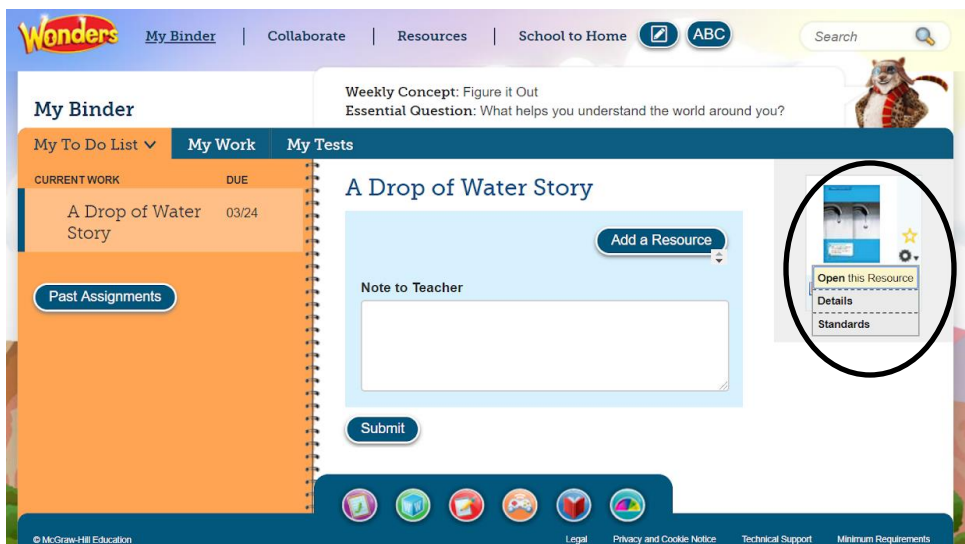 Wonders
My Binder | Collaborate | Resources | School to Home
ABC
Search
My Binder
Weekly Concept: Figure it Out
Essential Question: What helps you understand the world around you?
My To Do List My Work My Tests
CURRENT WORK DUE
A Drop of Water 03/24
Story
Past Assignments
A Drop of Water Story
Add a Resource
Note to Teacher
Submit
Open this Resource
Details
Standards
© McGraw-Hill Education
Legal Privacy and Cookie Notice Technical Support Minimum Requirements